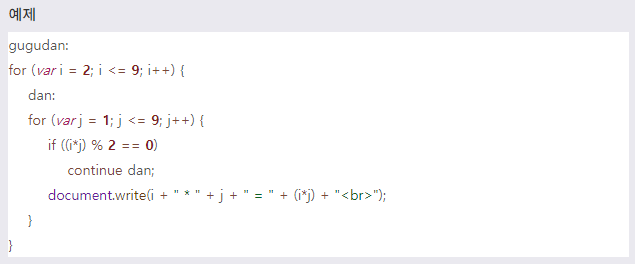 예제
gugudan:
for (var i = 2; i <= 9; i++) {
dan:
for (var j = 1; j <= 9; j++) {
if ((i*j) % 2 == 0)
continue dan;
document.write(i + " * " + j + " = " + (i*j) + "<br>");
}
}